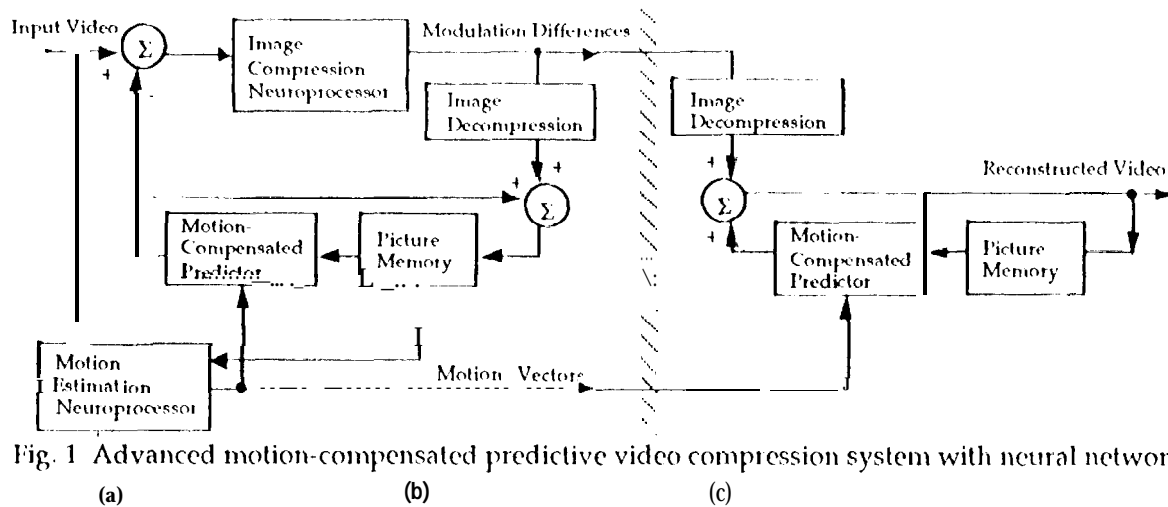 Input Video
Σ
+
Image
Compression
Neuroprocessor
Modulation Differences
Image
Decompression
+
+
+
Σ
Motion-
Compensated
Predictor
Picture
Memory
Motion
Estimation
Neuroprocessor
Motion Vectors
Image
Decompression
+
Σ
+
Reconstructed Video
Motion-
Compensated
Predictor
Picture
Memory
Fig. 1 Advanced motion-compensated predictive video compression system with neural networ
(a) (b) (c)